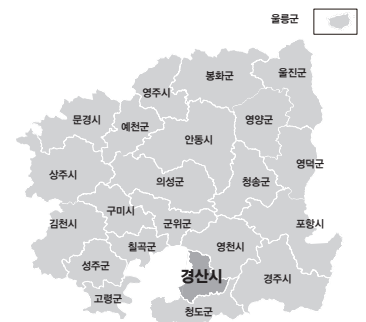 울릉군
울진군
봉화군
영주시
영양군
문경시
예천군
안동시
영덕군
상주시
의성군
청송군
구미시
김천시
군위군
포항시
칠곡군
영천시
성주군
경산시
경주시
고령군
청도군